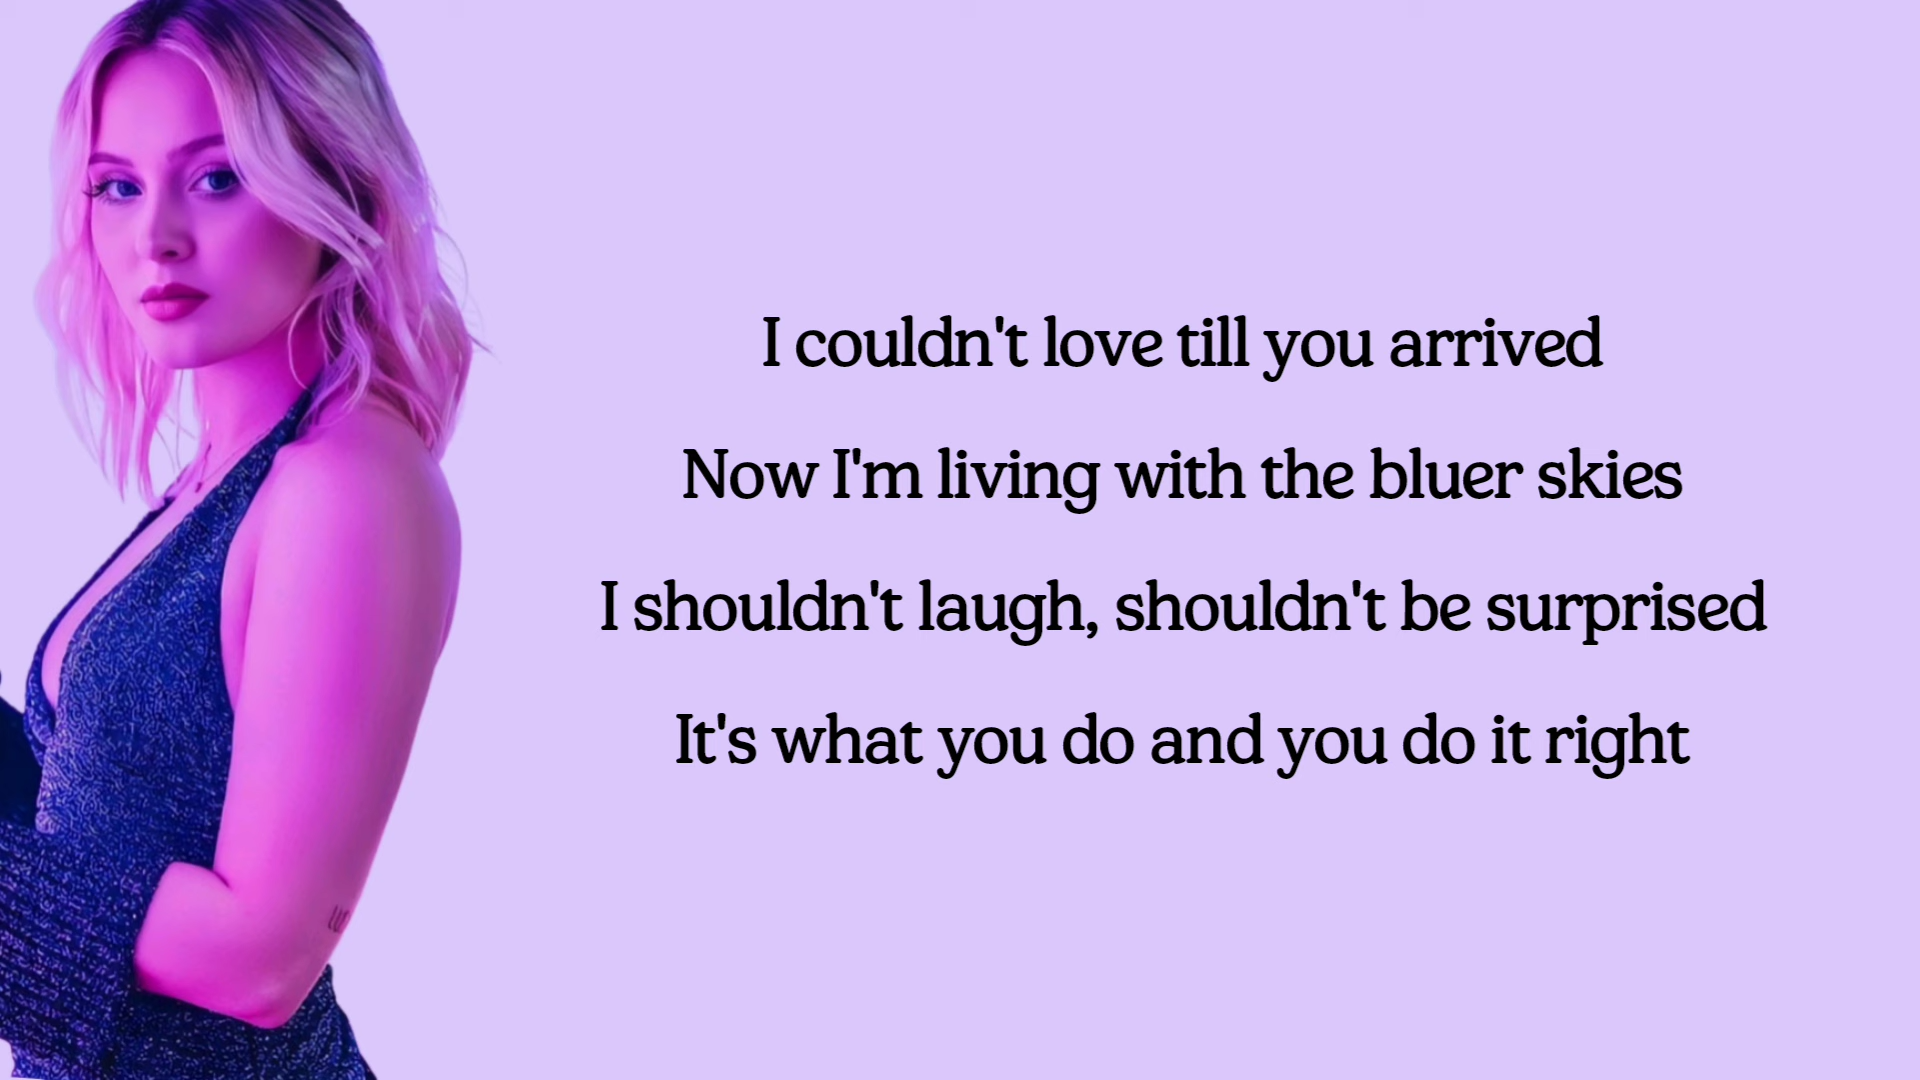 I couldn't love till you arrived
Now I'm living with the bluer skies
I shouldn't laugh, shouldn't be surprised
It's what you do and you do it right